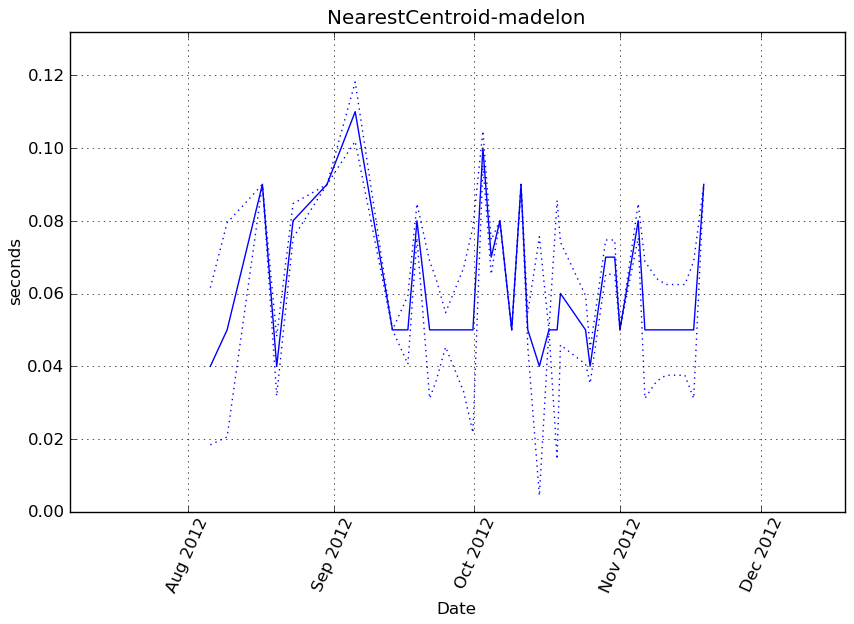 NearestCentroid-madelon
0.12
0.10
0.08
0.06
0.04
0.02
0.00
seconds
Aug 2012
Sep 2012
Oct 2012
Nov 2012
Dec 2012
Date